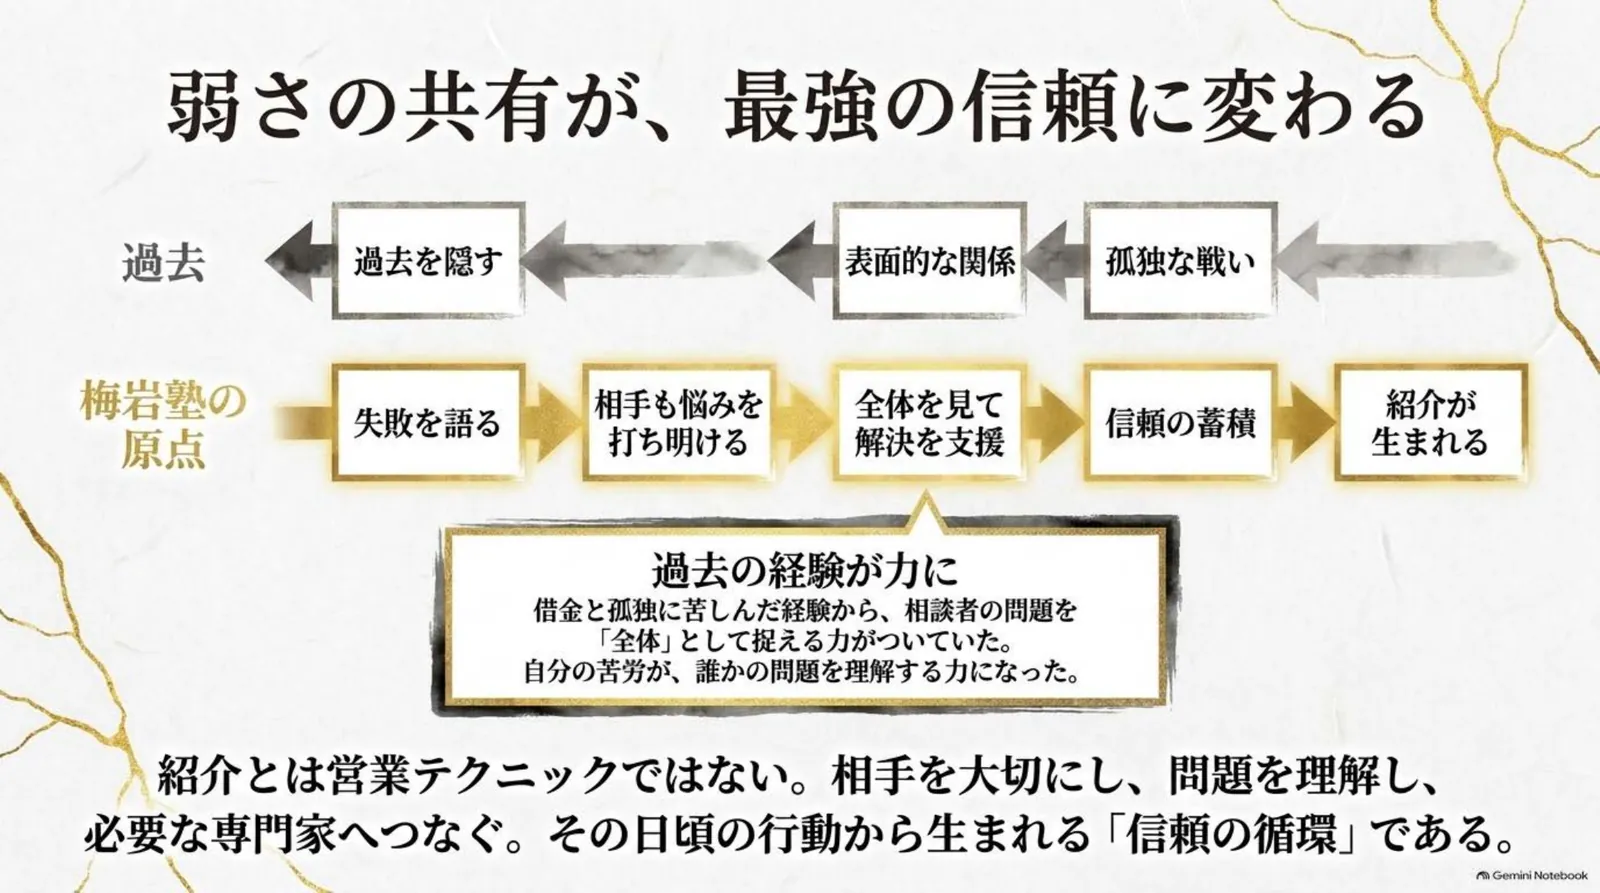 弱さの共有が、最強の信頼に変わる
過去
過去を隠す
表面的な関係
孤独な戦い
梅岩塾の
原点
失敗を語る
相手も悩みを
打ち明ける
全体を見て
解決を支援
信頼の蓄積
紹介が
生まれる
過去の経験が力に
借金と孤独に苦しんだ経験から、相談者の問題を
「全体」として捉える力がついていた。
自分の苦労が、誰かの問題を理解する力になった。
紹介とは営業テクニックではない。相手を大切にし、問題を理解し、
必要な専門家へつなぐ。その日頃の行動から生まれる「信頼の循環」である。
Gemini Notebook